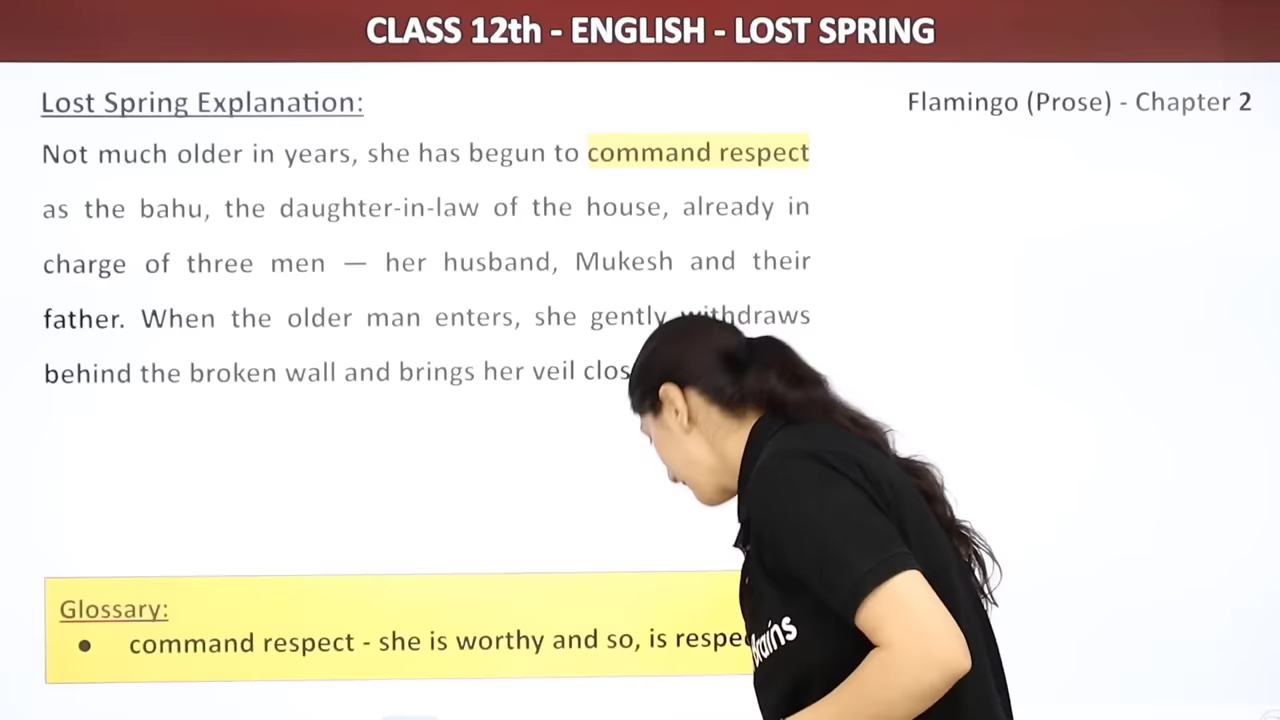 CLASS 12th - ENGLISH - LOST SPRING
Lost Spring Explanation:
Flamingo (Prose) - Chapter 2
Not much older in years, she has begun to command respect
as the bahu, the daughter-in-law of the house, already in
charge of three men — her husband, Mukesh and their
father. When the older man enters, she gently withdraws
behind the broken wall and brings her veil
Glossary:
● command respect - she is worthy and so, is